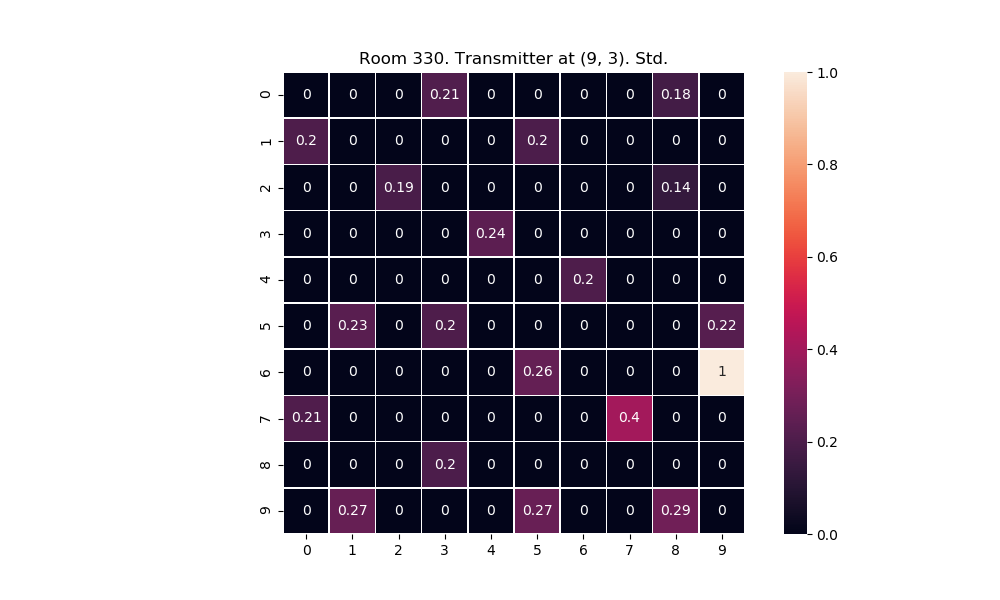 Room 330. Transmitter at (9, 3). Std.
0 0 0 0 0.21 0 0 0 0 0.18 0
1 0.2 0 0 0 0 0.2 0 0 0 0
2 0 0 0.19 0 0 0 0 0 0.14 0
3 0 0 0 0 0.24 0 0 0 0 0
4 0 0 0 0 0 0 0.2 0 0 0
5 0 0.23 0 0.2 0 0 0 0 0 0.22
6 0 0 0 0 0 0.26 0 0 0 1
7 0.21 0 0 0 0 0 0 0.4 0 0
8 0 0 0 0.2 0 0 0 0 0 0
9 0 0.27 0 0 0 0.27 0 0 0.29 0
0 1 2 3 4 5 6 7 8 9
1.0
0.8
0.6
0.4
0.2
0.0